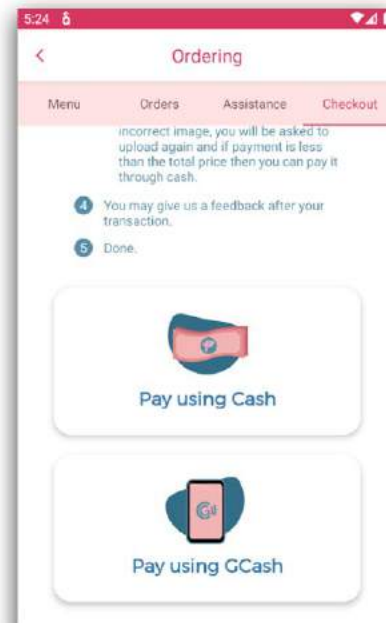 5:24
Ordering
Menu Orders Assistance Checkout
incorrect image, you will be asked to
upload again and if payment is less
than the total price then you can pay it
through cash.
4 You may give us a feedback after your
transaction.
5 Done.
Pay using Cash
Pay using GCash